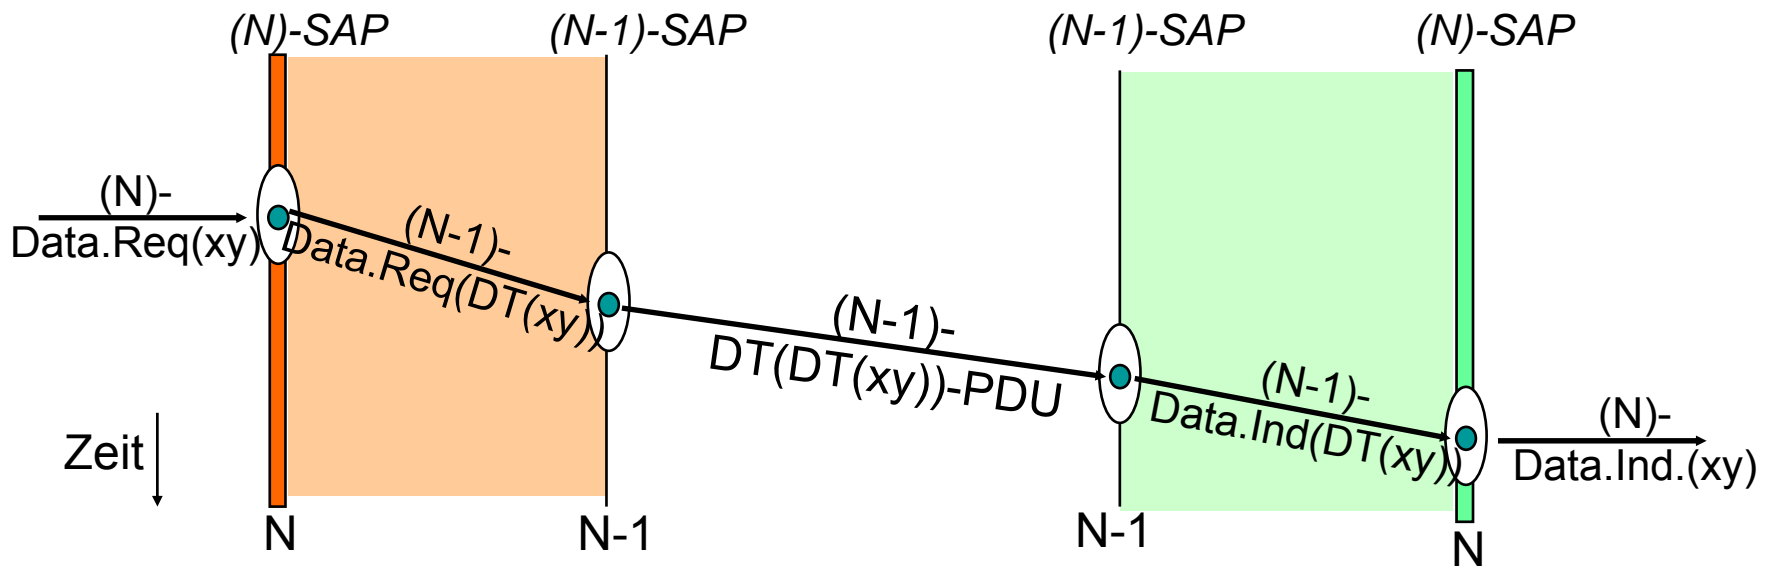 (N)-SAP
(N-1)-SAP
(N-1)-SAP
(N)-SAP
(N)-
Data.Req(xy)
(N-1)-
Data.Req(DT(xy))
(N-1)-
DT(DT(xy))-PDU
(N-1)-
Data.Ind(DT(xy))
(N)-
Data.Ind.(xy)
Zeit
N
N-1
N-1
N